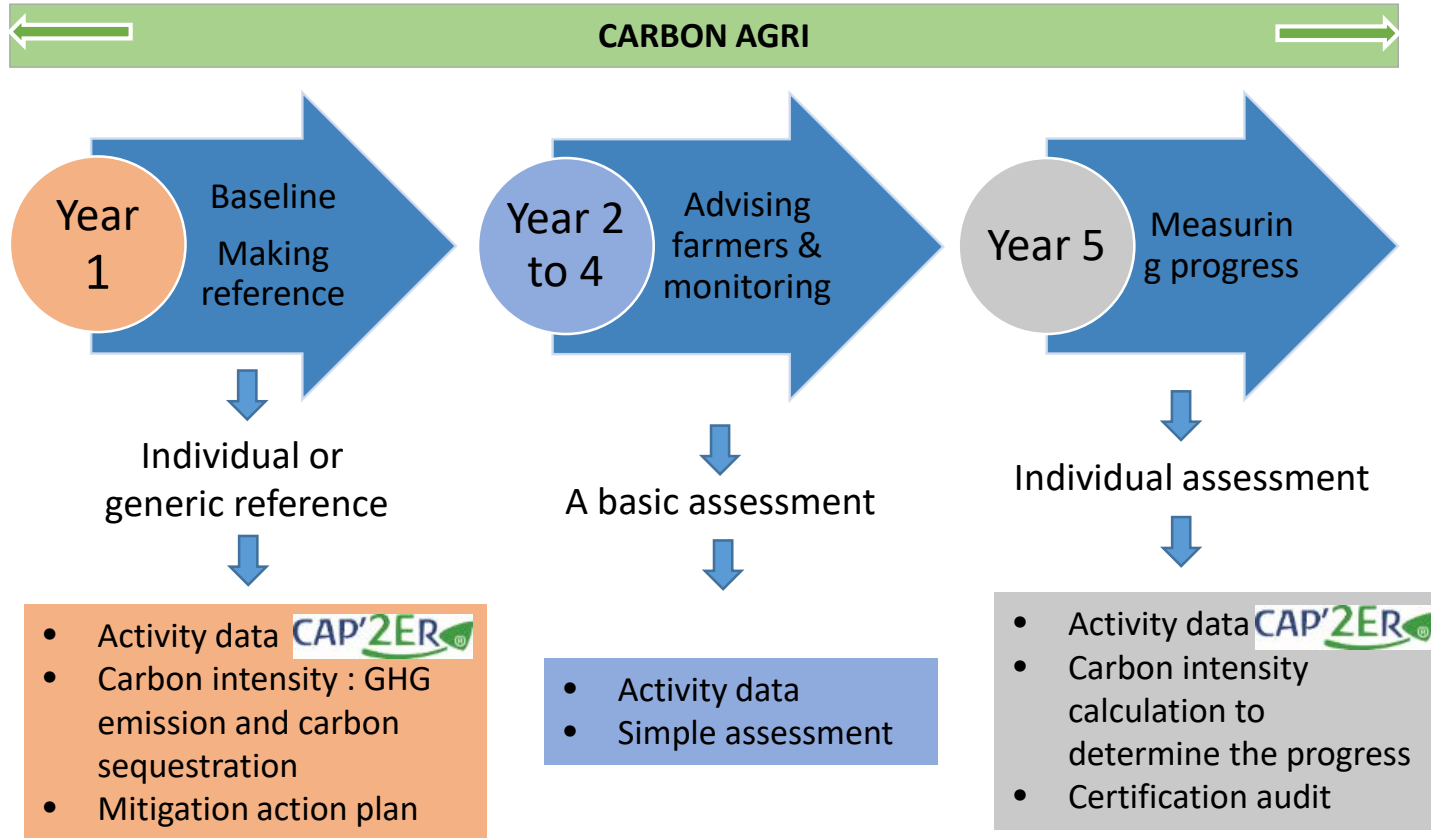 CARBON AGRI
Year
1
Baseline
Making
reference
Year 2
to 4
Advising
farmers &
monitoring
Year 5
Measurin
g progress
Individual or
generic reference
A basic assessment
Individual assessment
• Activity data CAP'2ER®
• Carbon intensity : GHG
emission and carbon
sequestration
• Mitigation action plan
• Activity data
• Simple assessment
• Activity data CAP'2ER®
• Carbon intensity
calculation to
determine the progress
• Certification audit